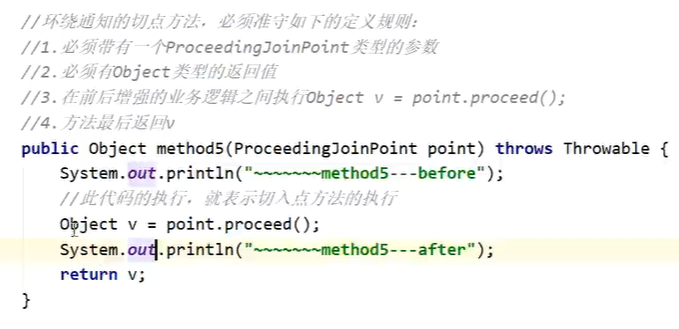 //环绕通知的切点方法，必须准守如下的定义规则：
//1.必须带有一个ProceedingJoinPoint类型的参数
//2.必须有Object类型的返回值
//3.在前后增强的业务逻辑之间执行Object v = point.proceed();
//4.方法最后返回v
public Object method5(ProceedingJoinPoint point) throws Throwable {
System.out.println("~~~~~~~method5---before");
//此代码的执行，就表示切入点方法的执行
Object v = point.proceed();
System.out.println("~~~~~~~method5---after");
return v;
}